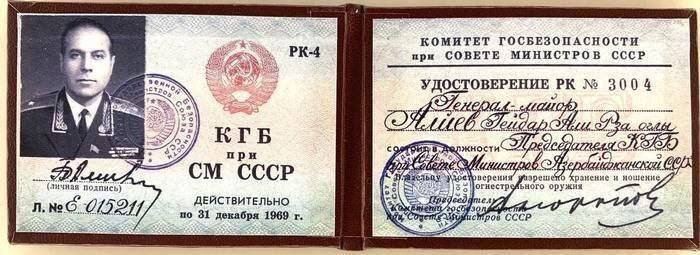 РК-4
КГБ
при
СМ СССР
(личная подпись)
Л. № Е 015211
ДЕЙСТВИТЕЛЬНО
по 31 декабря 1969 г.
КОМИТЕТ ГОСБЕЗОПАСНОСТИ
при СОВЕТЕ МИНИСТРОВ СССР
УДОСТОВЕРЕНИЕ РК № 3004
Генерал-майор
Алиев Гейдар Али Рза оглы
состоит в должности Председателя КГБ
при Совете Министров Азербайджанской ССР
Владельцу удостоверения разрешено хранение и ношение
огнестрельного оружия
Председатель
Комитета госбезопасности
при Совете Министров СССР